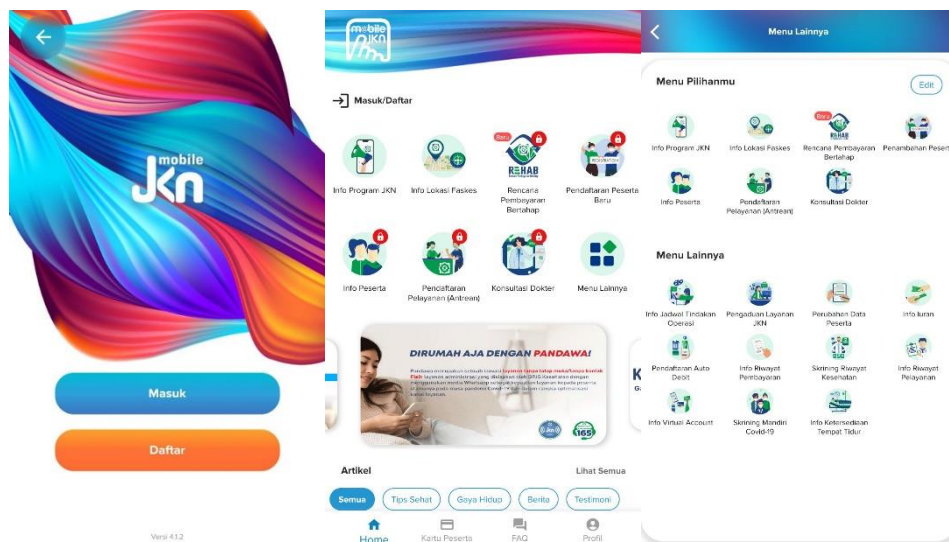 mobile
JKN
Masuk
Daftar
Versi 4.1.2
mobile
JKN
Masuk/Daftar
Info Program JKN
Info Lokasi Faskes
Baru
REHAB
Rencana
Pembayaran
Bertahap
Pendaftaran Peserta
Baru
Info Peserta
Pendaftaran
Pelayanan (Antrean)
Konsultasi Dokter
Menu Lainnya
DIRUMAH AJA DENGAN PANDAWA!
165
Artikel
Lihat Semua
Semua
Tips Sehat
Gaya Hidup
Berita
Testimoni
Home
Kartu Peserta
FAQ
Profil
Menu Lainnya
Menu Pilihanmu
Edit
Info Program JKN
Info Lokasi Faskes
Baru
REHAB
Rencana Pembayaran
Bertahap
Penambahan Pesert
Info Peserta
Pendaftaran
Pelayanan (Antrean)
Konsultasi Dokter
Menu Lainnya
Info Jadwal Tindakan
Operasi
Pengaduan Layanan
JKN
Perubahan Data
Peserta
Info Iuran
Pendaftaran Auto
Debit
Info Riwayat
Pembayaran
Skrining Riwayat
Kesehatan
Info Riwayat
Pelayanan
Info Virtual Account
Skrining Mandiri
Covid-19
Info Ketersediaan
Tempat Tidur